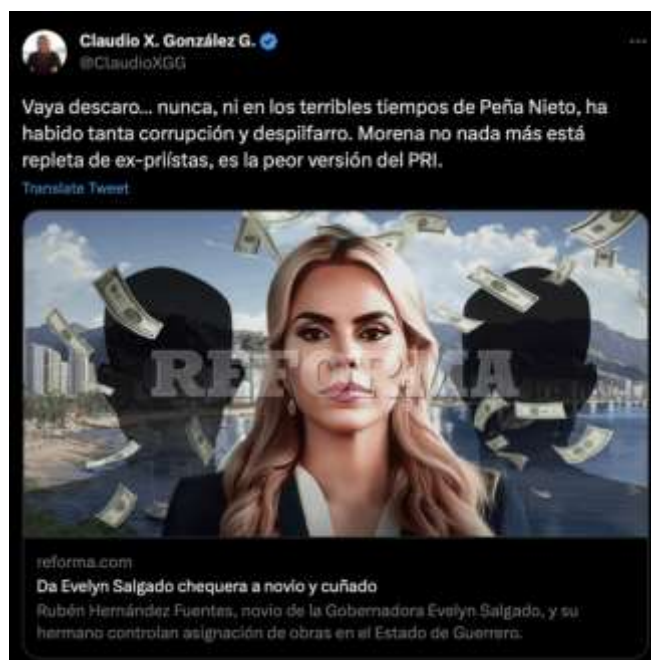 Claudio X. González G.
@ClaudioXGG
Vaya descaro... nunca, ni en los terribles tiempos de Peña Nieto, ha
habido tanta corrupción y despilfarro. Morena no nada más está
repleta de ex-priístas, es la peor versión del PRI.
Translate Tweet
REFORMA
reforma.com
Da Evelyn Salgado chequera a novio y cuñado
Rubén Hernández Fuentes, novio de la Gobernadora Evelyn Salgado, y su
hermano controlan asignación de obras en el Estado de Guerrero.